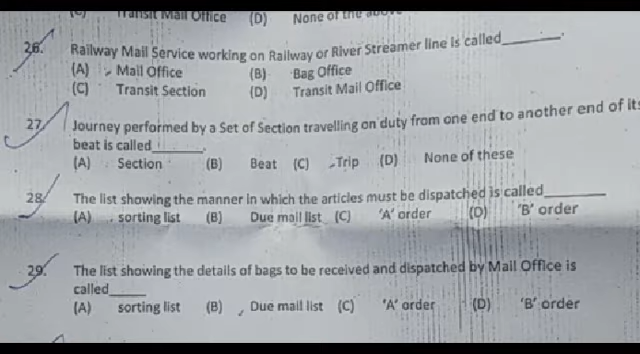 Transit Mail Office (D) None of the above
26. Railway Mail Service working on Railway or River Streamer line is called________.
(A) Mail Office (B) Bag Office
(C) Transit Section (D) Transit Mail Office
27 Journey performed by a Set of Section travelling on duty from one end to another end of its
beat is called________.
(A) Section (B) Beat (C) Trip (D) None of these
28 The list showing the manner in which the articles must be dispatched is called________
(A) sorting list (B) Due mail list (C) 'A' order (D) 'B' order
29. The list showing the details of bags to be received and dispatched by Mail Office is
called_____
(A) sorting list (B) Due mail list (C) 'A' order (D) 'B' order